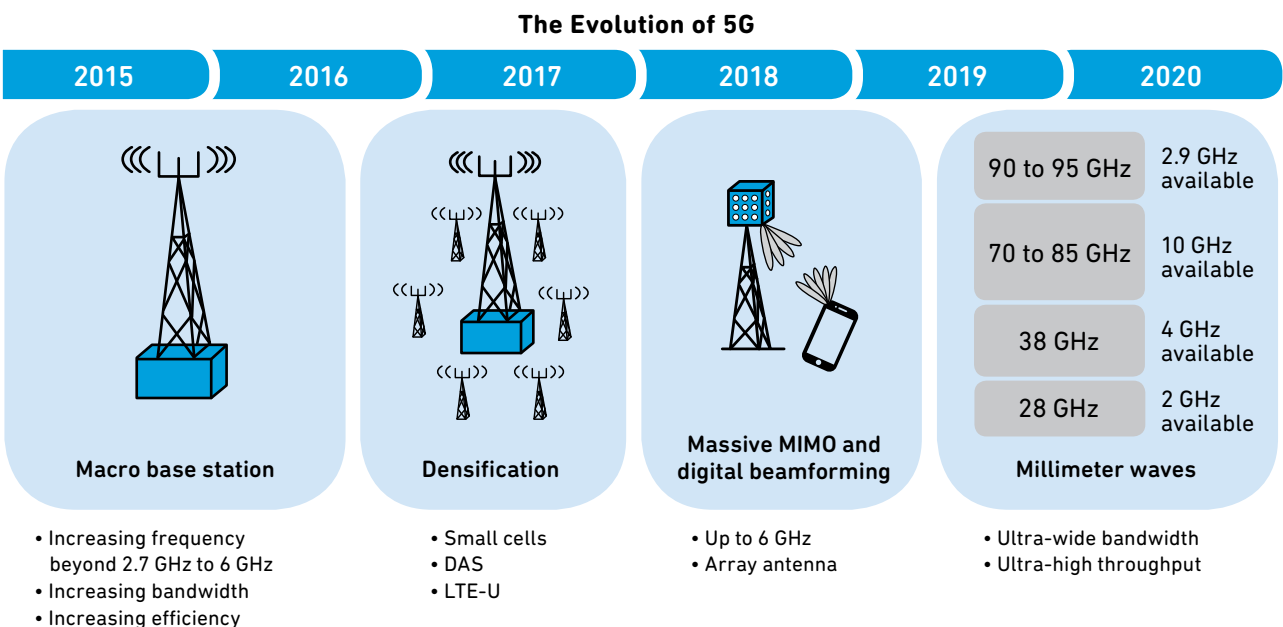 The Evolution of 5G
2015
2016
2017
2018
2019
2020
Macro base station
• Increasing frequency
beyond 2.7 GHz to 6 GHz
• Increasing bandwidth
• Increasing efficiency
Densification
• Small cells
• DAS
• LTE-U
Massive MIMO and
digital beamforming
• Up to 6 GHz
• Array antenna
90 to 95 GHz
2.9 GHz
available
70 to 85 GHz
10 GHz
available
38 GHz
4 GHz
available
28 GHz
2 GHz
available
Millimeter waves
• Ultra-wide bandwidth
• Ultra-high throughput